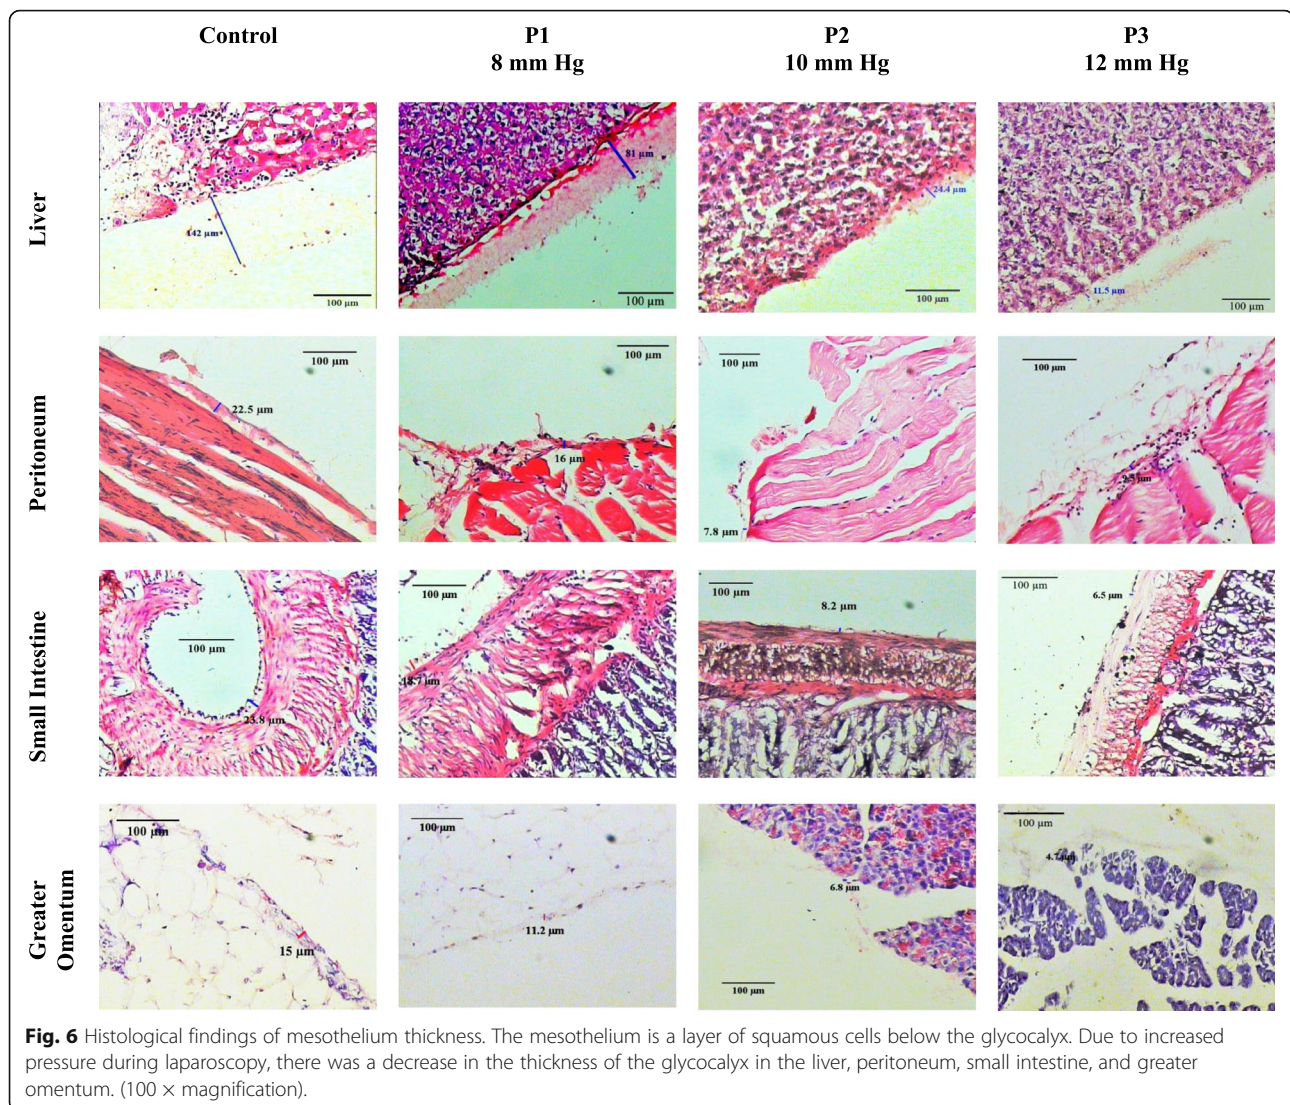 Control
P1
8 mm Hg
P2
10 mm Hg
P3
12 mm Hg
Liver
142 µm
100 µm
81 µm
100 µm
24.4 µm
100 µm
11.5 µm
100 µm
Peritoneum
100 µm
22.5 µm
100 µm
16 µm
100 µm
7.8 µm
100 µm
µm
Small Intestine
100 µm
23.8 µm
100 µm
18.7
100 µm
8.2 µm
100 µm
6.5 µm
Greater
Omentum
100 µm
15 µm
100 µm
11.2 µm
6.8 µm
100 µm
100 µm
4.7 µm
Fig. 6 Histological findings of mesothelium thickness. The mesothelium is a layer of squamous cells below the glycocalyx. Due to increased
pressure during laparoscopy, there was a decrease in the thickness of the glycocalyx in the liver, peritoneum, small intestine, and greater
omentum. (100 × magnification).